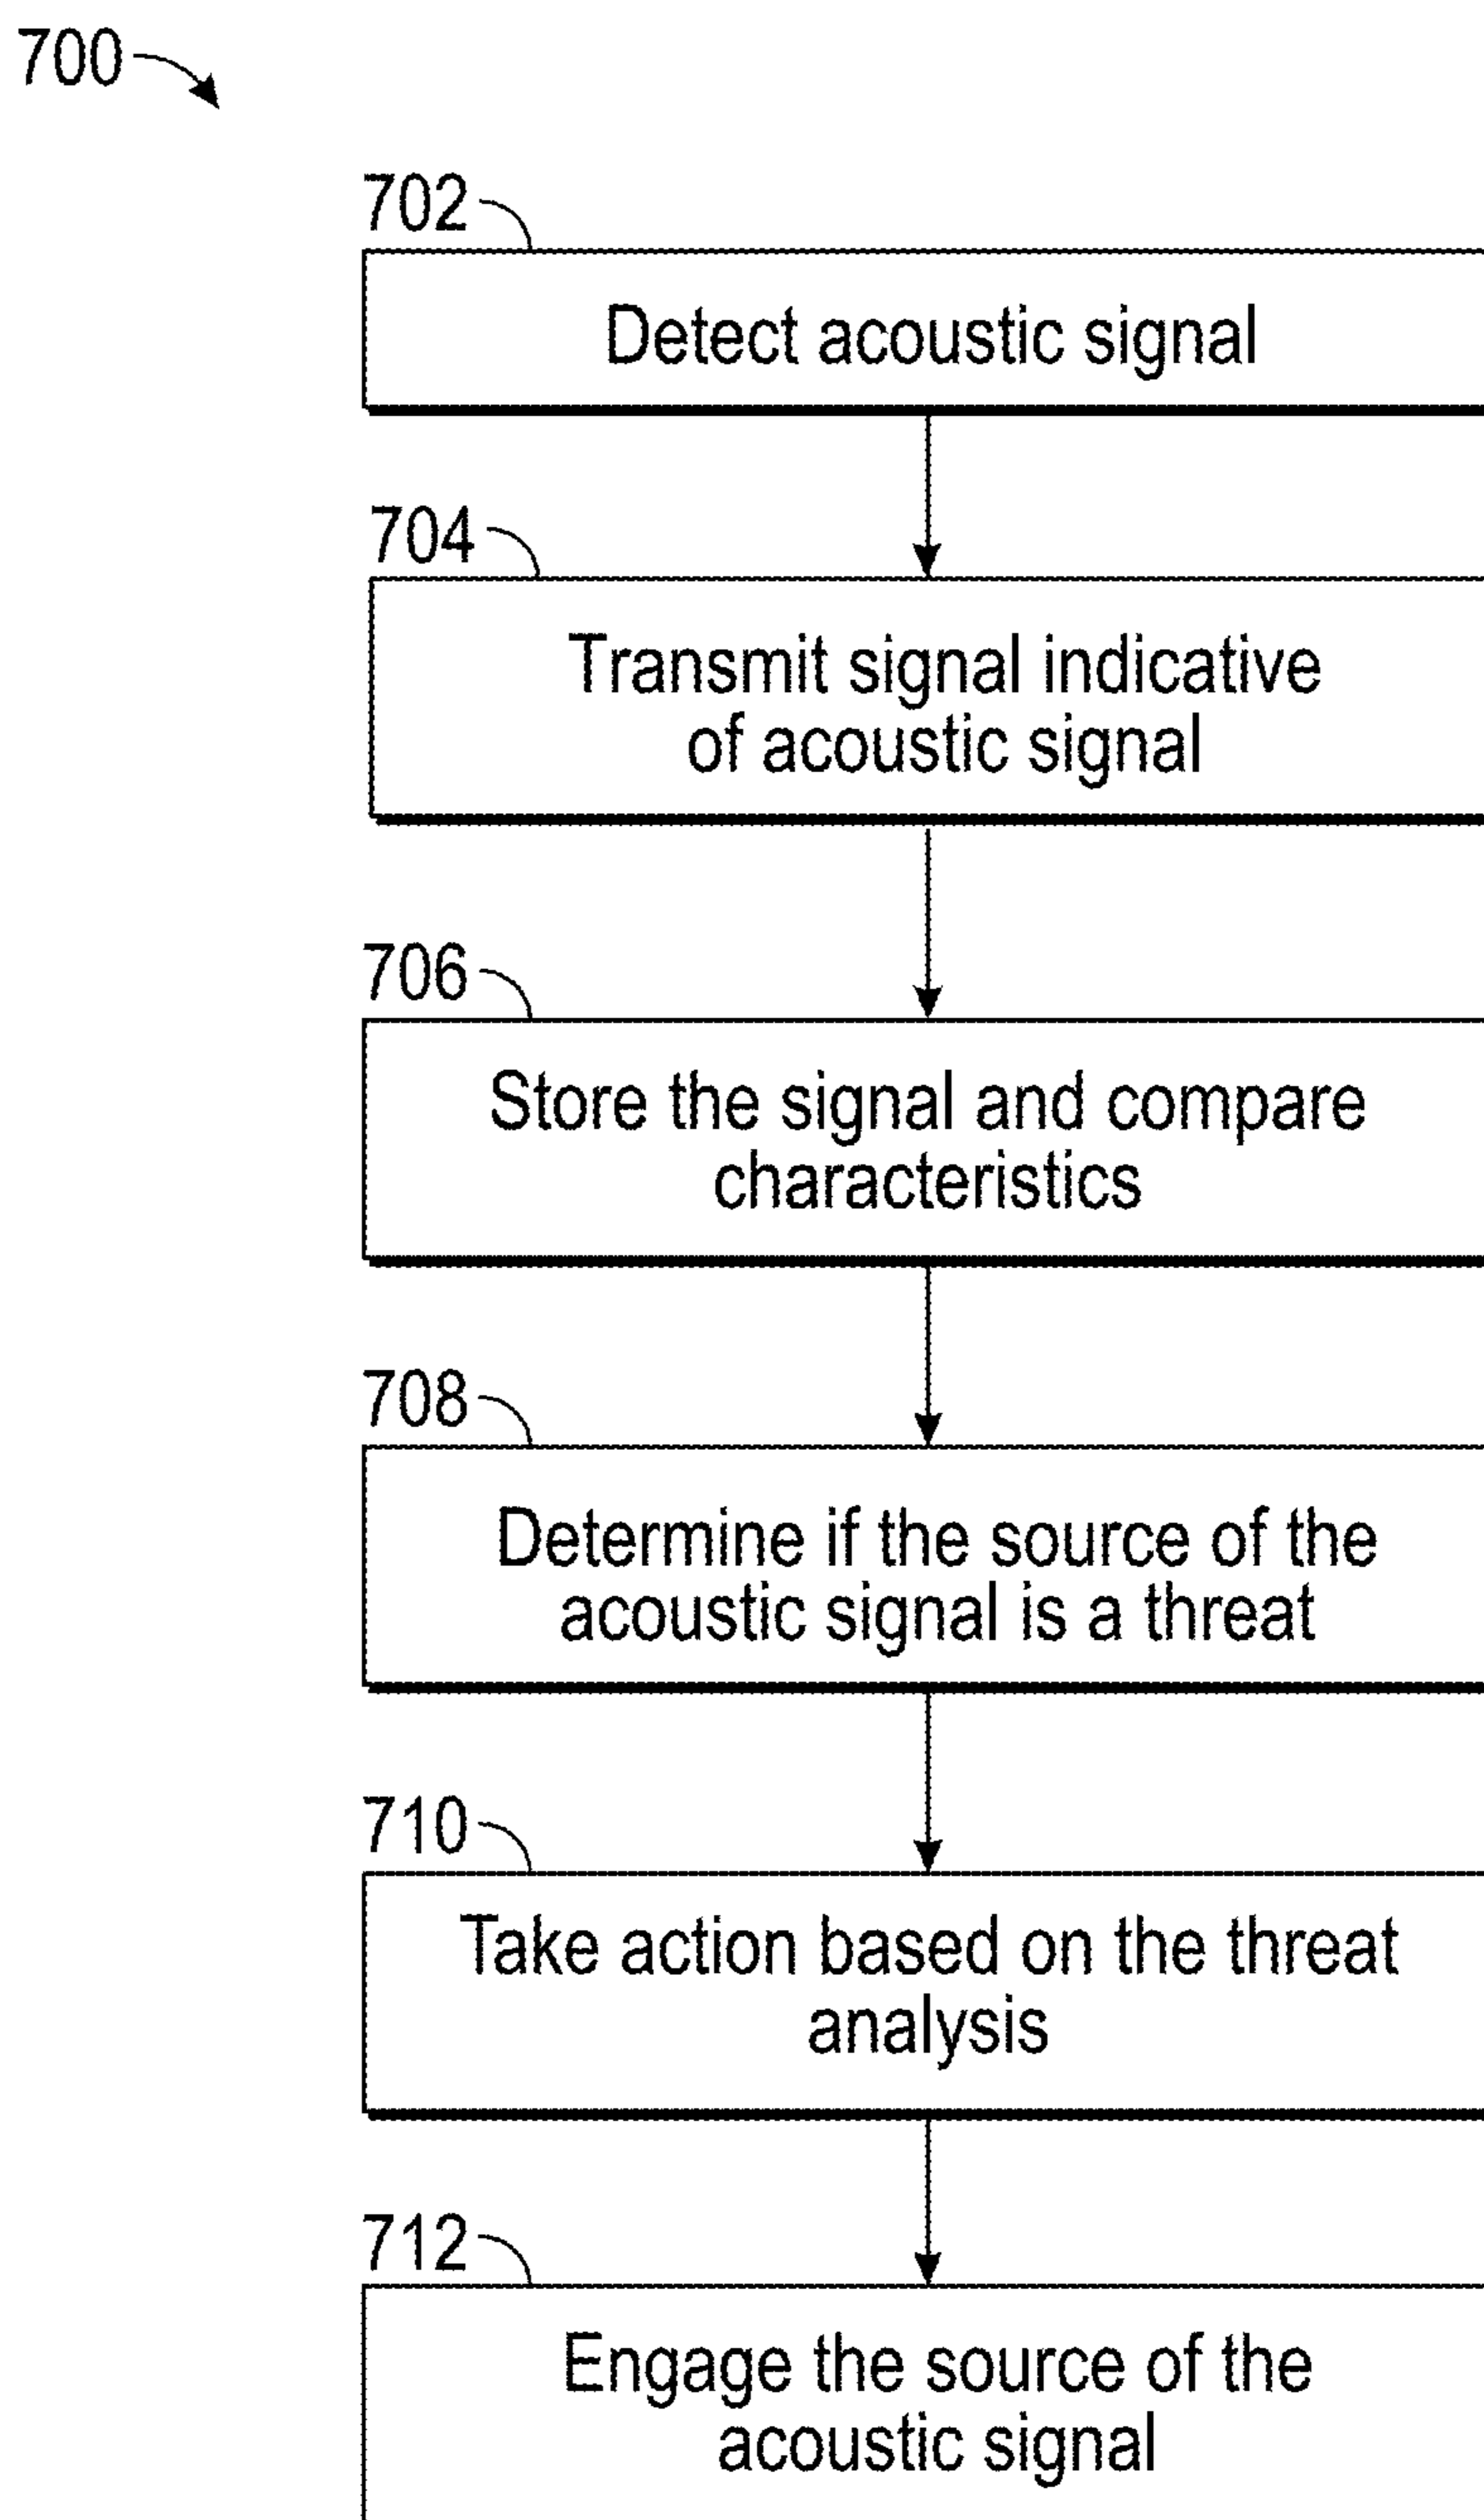 700
702
Detect acoustic signal
704
Transmit signal indicative
of acoustic signal
706
Store the signal and compare
characteristics
708
Determine if the source of the
acoustic signal is a threat
710
Take action based on the threat
analysis
712
Engage the source of the
acoustic signal